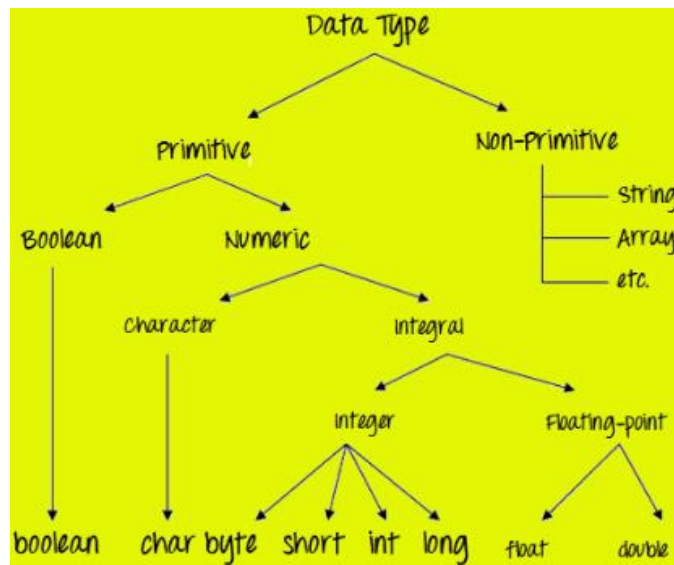 Data Type
Primitive
Non-Primitive
String
Boolean
Numeric
Array
etc.
Character
Integral
Integer
Floating-point
boolean
char byte short int long float double